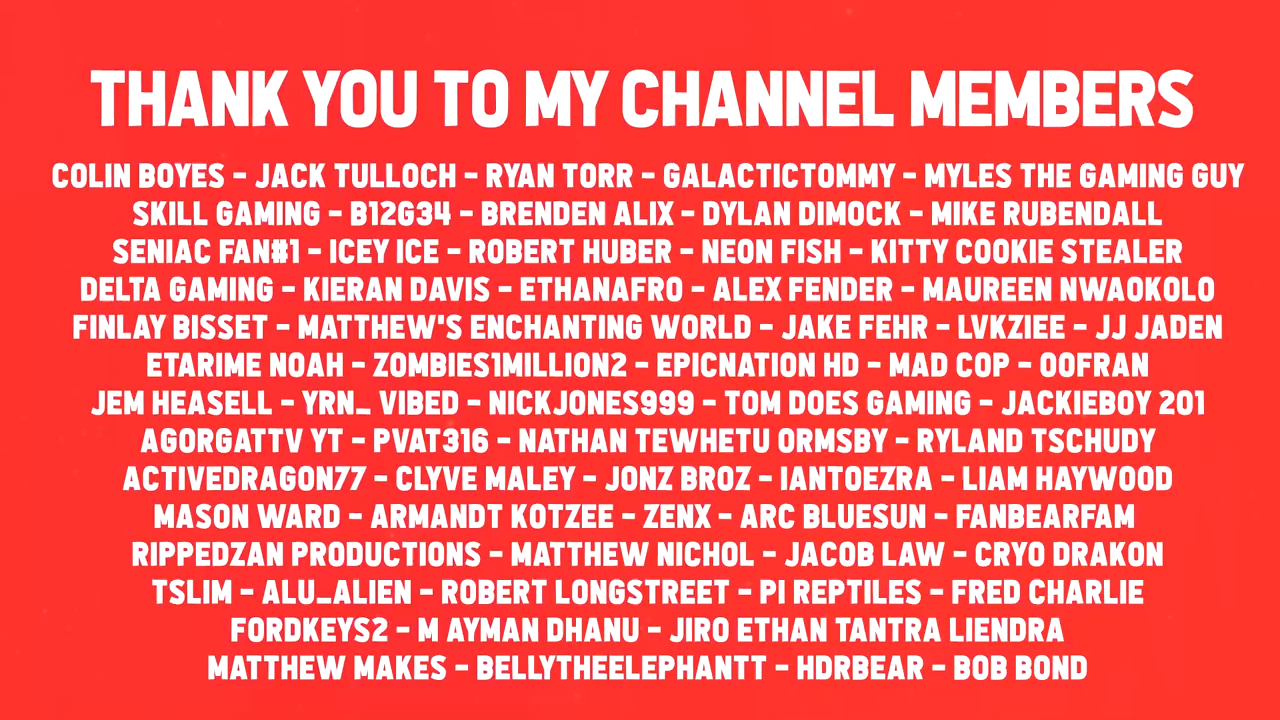 THANK YOU TO MY CHANNEL MEMBERS
COLIN BOYES - JACK TULLOCH - RYAN TORR - GALACTICTOMMY - MYLES THE GAMING GUY
SKILL GAMING - B12G34 - BRENDEN ALIX - DYLAN DIMOCK - MIKE RUBENDALL
SENIAC FAN#1 - ICEY ICE - ROBERT HUBER - NEON FISH - KITTY COOKIE STEALER
DELTA GAMING - KIERAN DAVIS - ETHANAFRO - ALEX FENDER - MAUREEN NWAOKOLO
FINLAY BISSET - MATTHEW'S ENCHANTING WORLD - JAKE FEHR - LVKZIEE - JJ JADEN
ETARIME NOAH - ZOMBIES1MILLION2 - EPICNATION HD - MAD COP - OOFRAN
JEM HEASELL - YRN_ VIBED - NICKJONES999 - TOM DOES GAMING - JACKIEBOY 201
AGORGATTV YT - PVAT316 - NATHAN TEWHETU ORMSBY - RYLAND TSCHUDY
ACTIVEDRAGON77 - CLYVE MALEY - JONZ BROZ - IANTOEZRA - LIAM HAYWOOD
MASON WARD - ARMANDT KOTZEE - ZENX - ARC BLUESUN - FANBEARFAM
RIPPEDZAN PRODUCTIONS - MATTHEW NICHOL - JACOB LAW - CRYO DRAKON
TSLIM - ALU_ALIEN - ROBERT LONGSTREET - PI REPTILES - FRED CHARLIE
FORDKEYS2 - M AYMAN DHANU - JIRO ETHAN TANTRA LIENDRA
MATTHEW MAKES - BELLYTHEELEPHANTT - HDRBEAR - BOB BOND